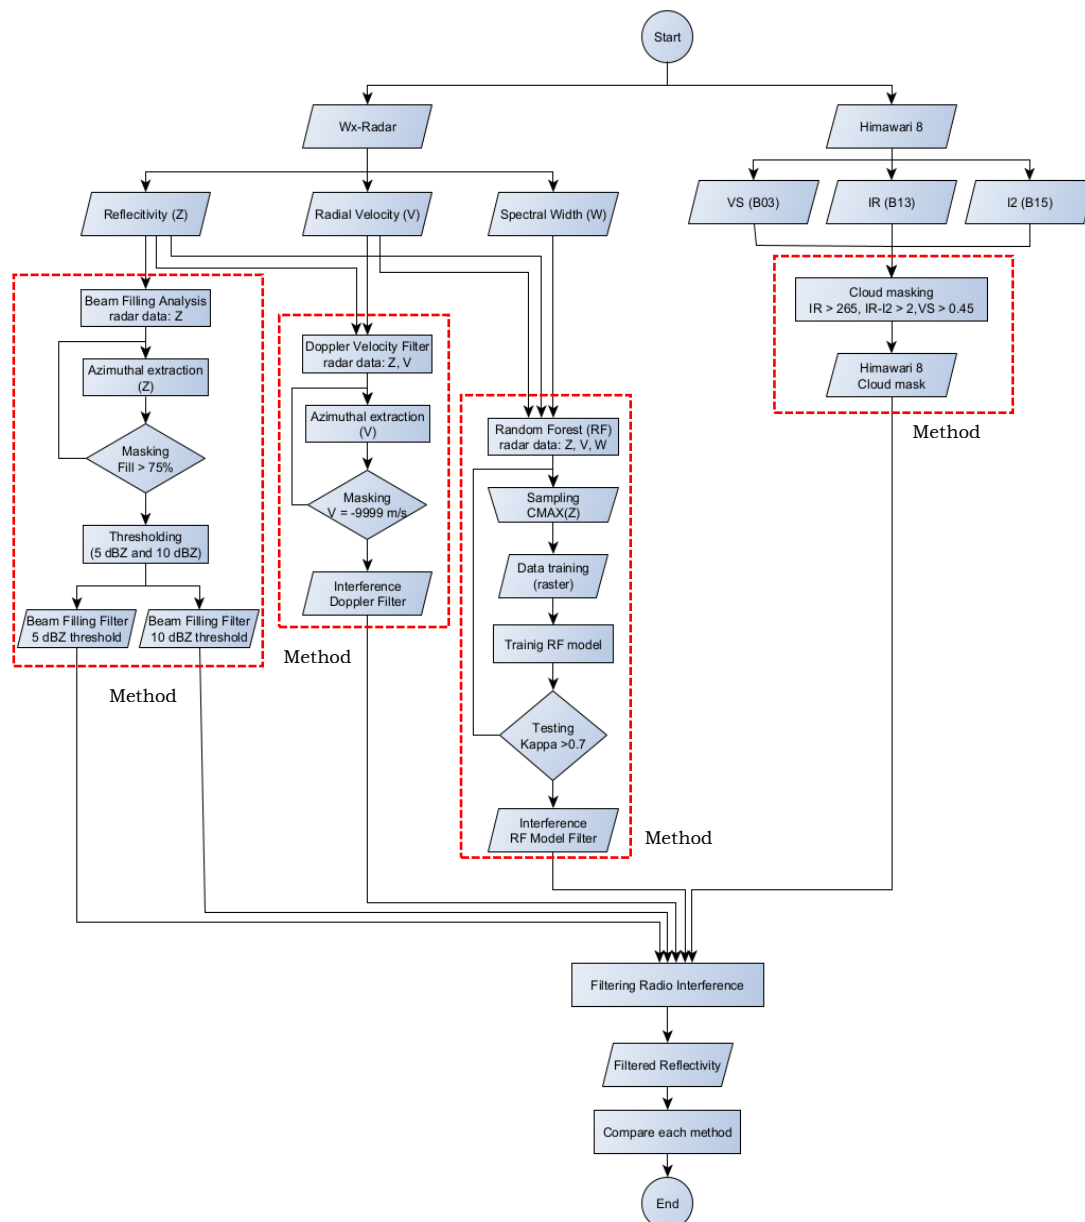 Start
Wx-Radar
Himawari 8
Reflecitivity (Z)
Radial Velocity (V)
Spectral Width (W)
VS (B03)
IR (B13)
I2 (B15)
Beam Filling Analysis
radar data: Z
Azimuthal extraction
(Z)
Masking
Fill > 75%
Thresholding
(5 dBZ and 10 dBZ)
Beam Filling Filter
5 dBZ threshold
Beam Filling Filter
10 dBZ threshold
Method
Doppler Velocity Filter
radar data: Z, V
Azimuthal extraction
(V)
Masking
V = -9999 m/s
Interference
Doppler Filter
Method
Random Forest (RF)
radar data: Z, V, W
Sampling
CMAX(Z)
Data training
(raster)
Trainig RF model
Testing
Kappa >0.7
Interference
RF Model Filter
Method
Cloud masking
IR > 265, IR-I2 > 2,VS > 0.45
Himawari 8
Cloud mask
Method
Filtering Radio Interference
Filtered Reflectivity
Compare each method
End